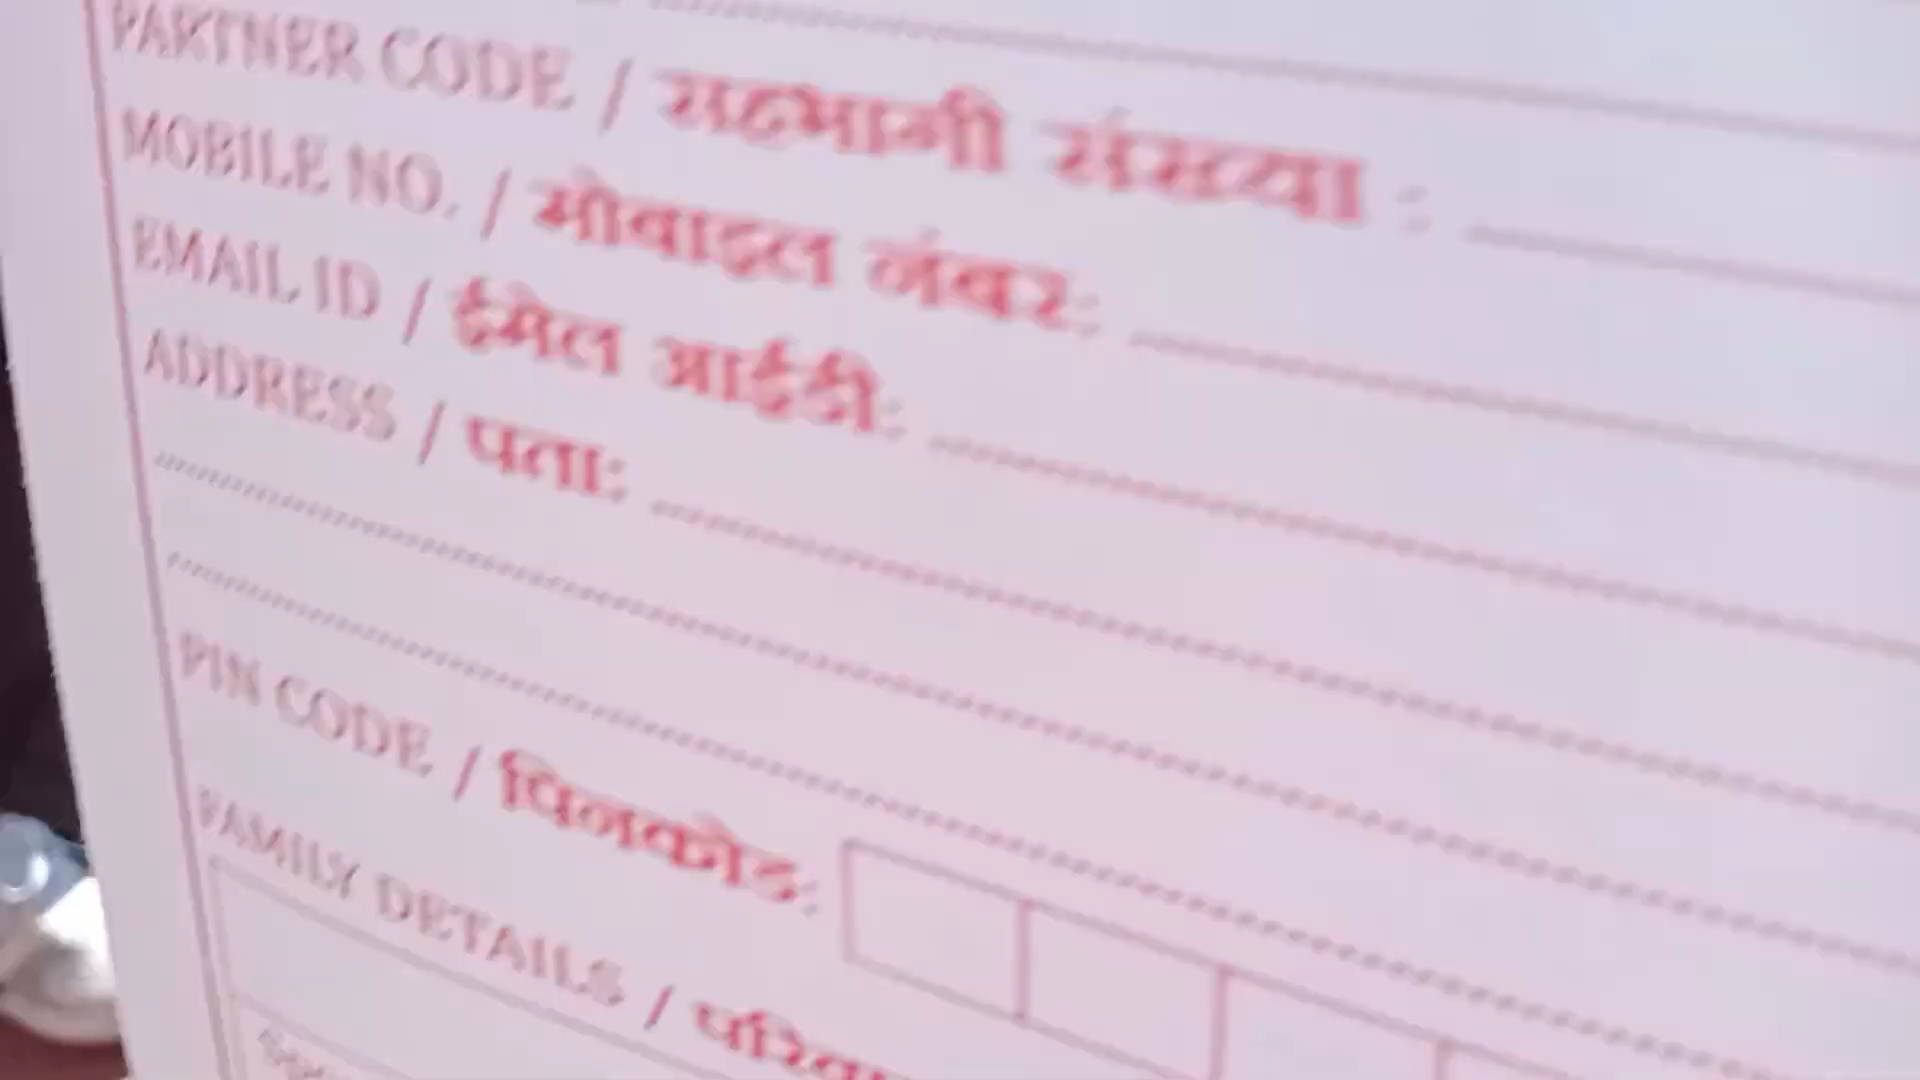 PARTNER CODE / सहभागी संख्या :
MOBILE NO. / मोबाइल नंबर:
EMAIL ID / ईमेल आईडी:
ADDRESS / पता:
PIN CODE / पिनकोड:
FAMILY DETAILS /